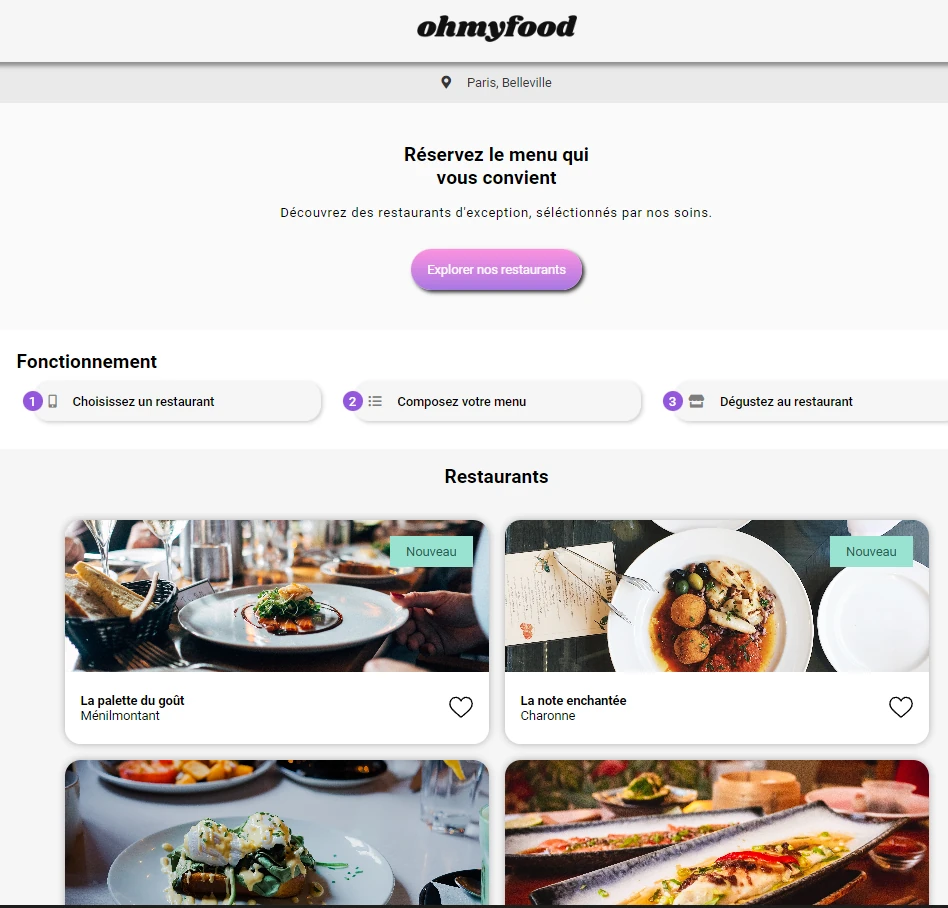 ohmyfood
Paris, Belleville
Réservez le menu qui
vous convient
Découvrez des restaurants d'exception, séléctionnés par nos soins.
Explorer nos restaurants
Fonctionnement
1 Choisissez un restaurant
2 Composez votre menu
3 Dégustez au restaurant
Restaurants
Nouveau
Nouveau
La palette du goût
Ménilmontant
La note enchantée
Charonne